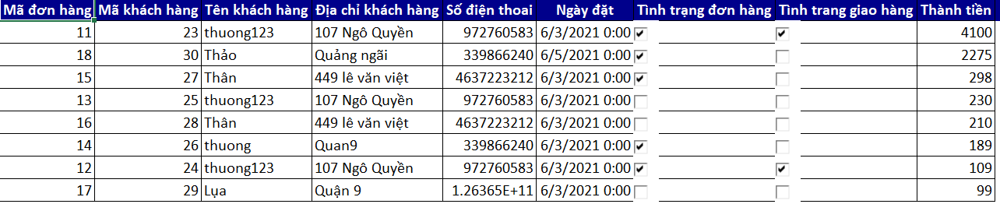 Mã đơn hàng Mã khách hàng Tên khách hàng Địa chỉ khách hàng Số điện thoai Ngày đặt Tình trạng đơn hàng Tình trang giao hàng Thành tiền
11 23 thuong123 107 Ngô Quyền 972760583 6/3/2021 0:00 4100
18 30 Thảo Quảng ngãi 339866240 6/5/2021 0:00 2275
15 27 Thân 449 lê văn việt 4637223212 6/3/2021 0:00 298
13 25 thuong123 107 Ngô Quyền 972760583 6/3/2021 0:00 230
16 28 Thân 449 lê văn việt 4637223212 6/3/2021 0:00 210
14 26 thuong Quan9 339866240 6/3/2021 0:00 189
12 24 thuong123 107 Ngô Quyền 972760583 6/3/2021 0:00 109
17 29 Lụa Quận 9 1.26365E+11 6/3/2021 0:00 99